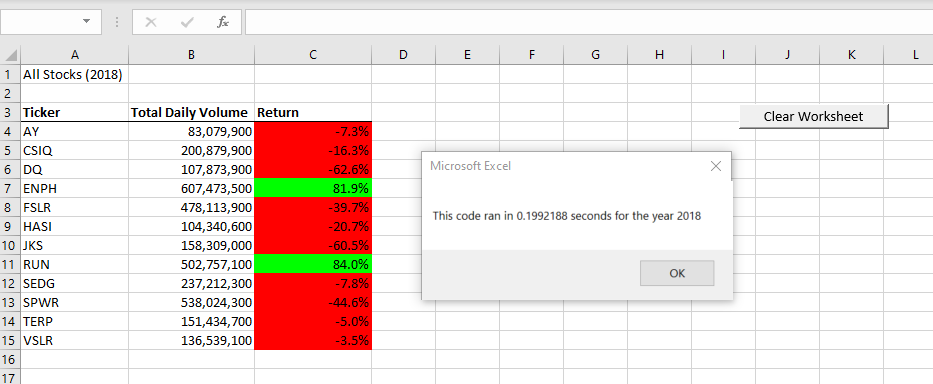 fx
A B C D E F G H I J K L
1 All Stocks (2018)
2
3 Ticker Total Daily Volume Return
Clear Worksheet
4 AY 83,079,900 -7.3%
5 CSIQ 200,879,900 -16.3%
6 DQ 107,873,900 -62.6%
7 ENPH 607,473,500 81.9%
8 FSLR 478,113,900 -39.7%
9 HASI 104,340,600 -20.7%
10 JKS 158,309,000 -60.5%
11 RUN 502,757,100 84.0%
12 SEDG 237,212,300 -7.8%
13 SPWR 538,024,300 -44.6%
14 TERP 151,434,700 -5.0%
15 VSLR 136,539,100 -3.5%
16
17
Microsoft Excel
This code ran in 0.1992188 seconds for the year 2018
OK